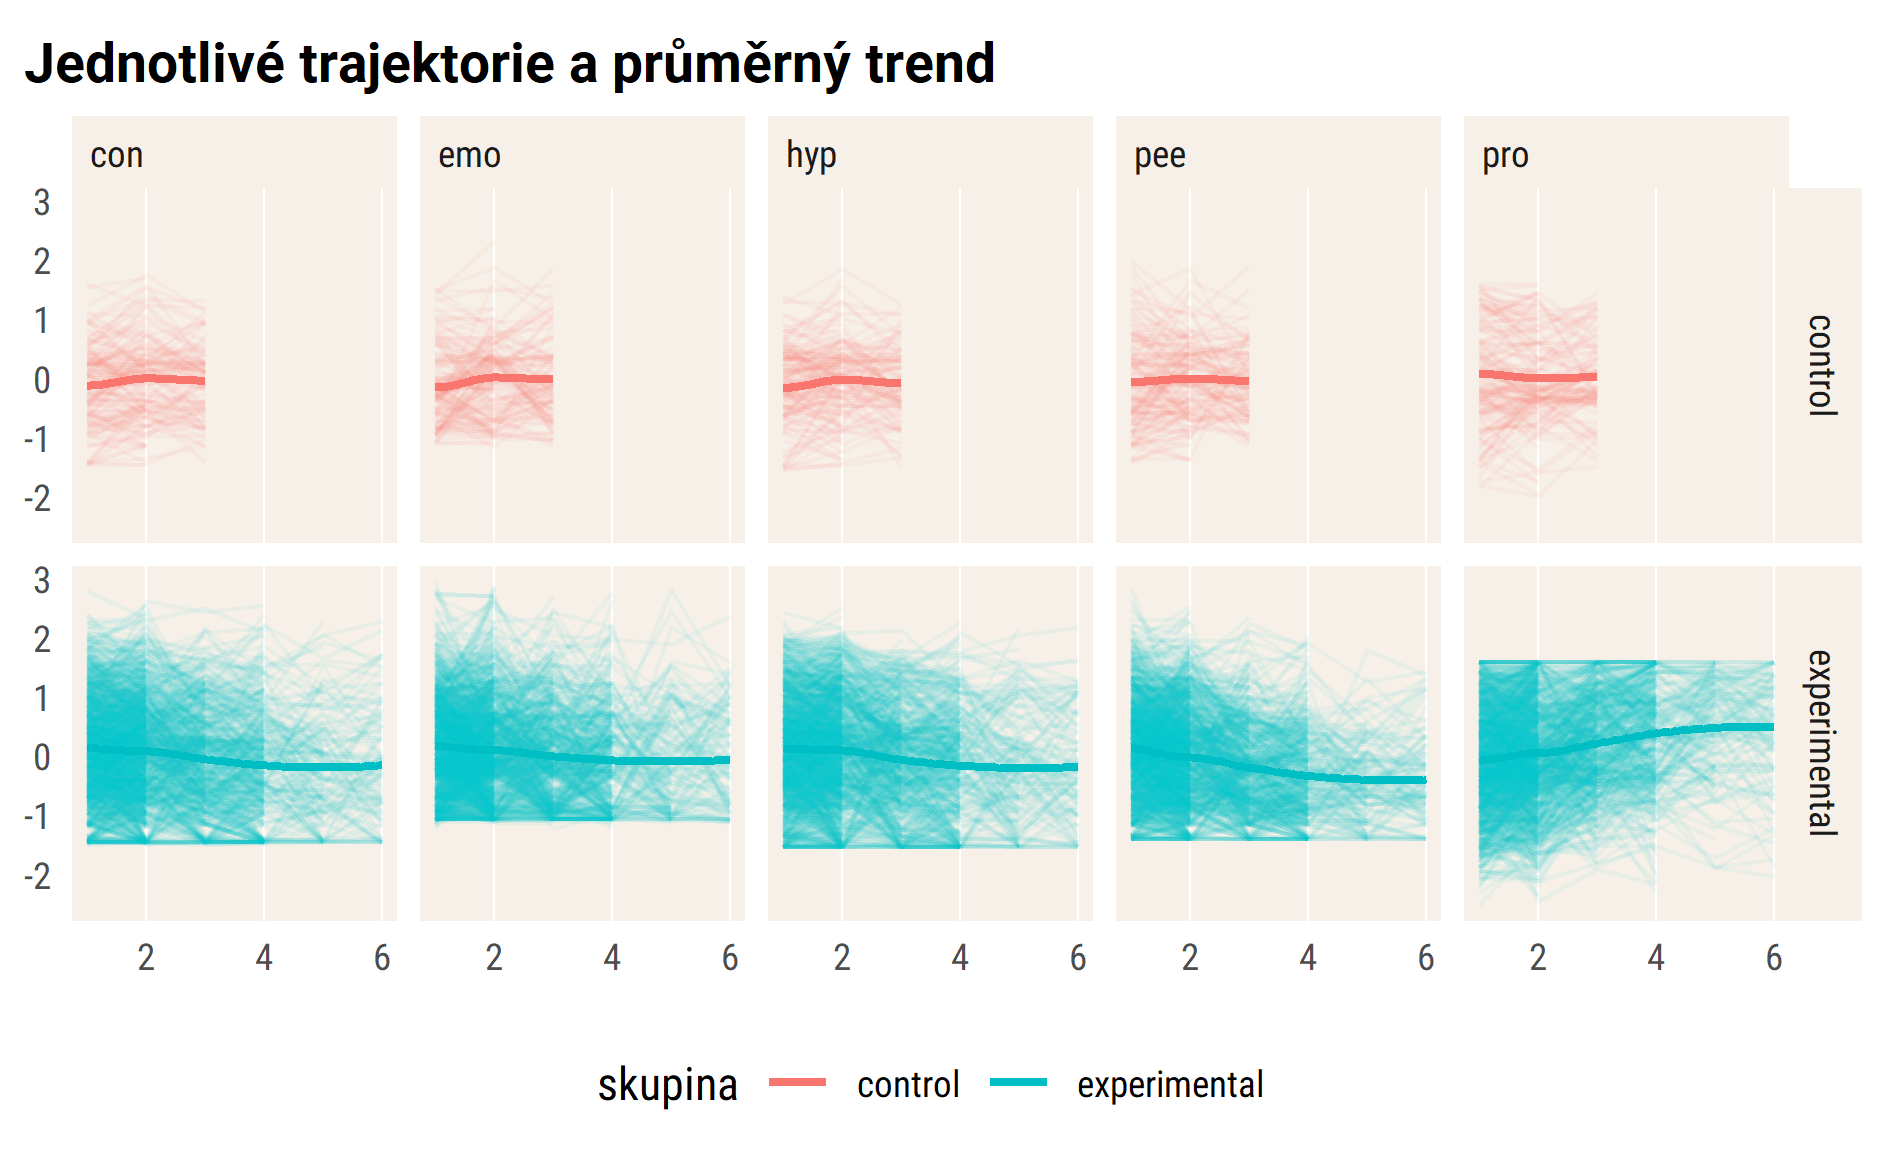 Jednotlivé trajektorie a průměrný trend
con emo hyp pee pro
3
2
1
0
-1
-2
control
3
2
1
0
-1
-2
experimental
2 4 6 2 4 6 2 4 6 2 4 6 2 4 6
skupina control experimental